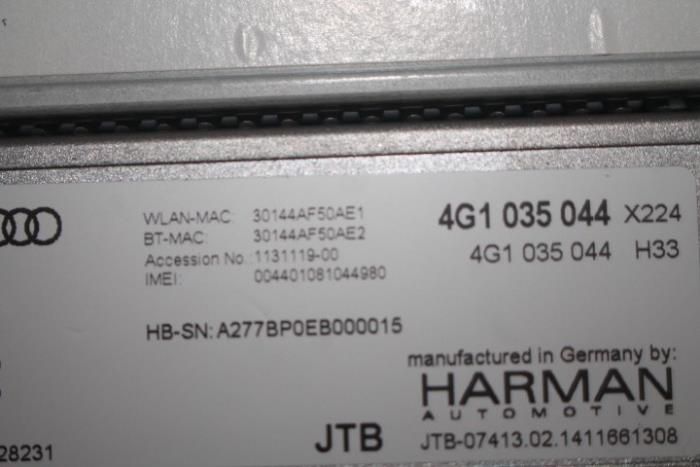 WLAN-MAC: 30144AF50AE1
BT-MAC: 30144AF50AE2
Accession No.: 1131119-00
IMEI: 004401081044980
4G1 035 044 X224
4G1 035 044 H33
HB-SN: A277BP0EB000015
manufactured in Germany by:
HARMAN
AUTOMOTIVE
JTB JTB-07413.02.1411661308
28231